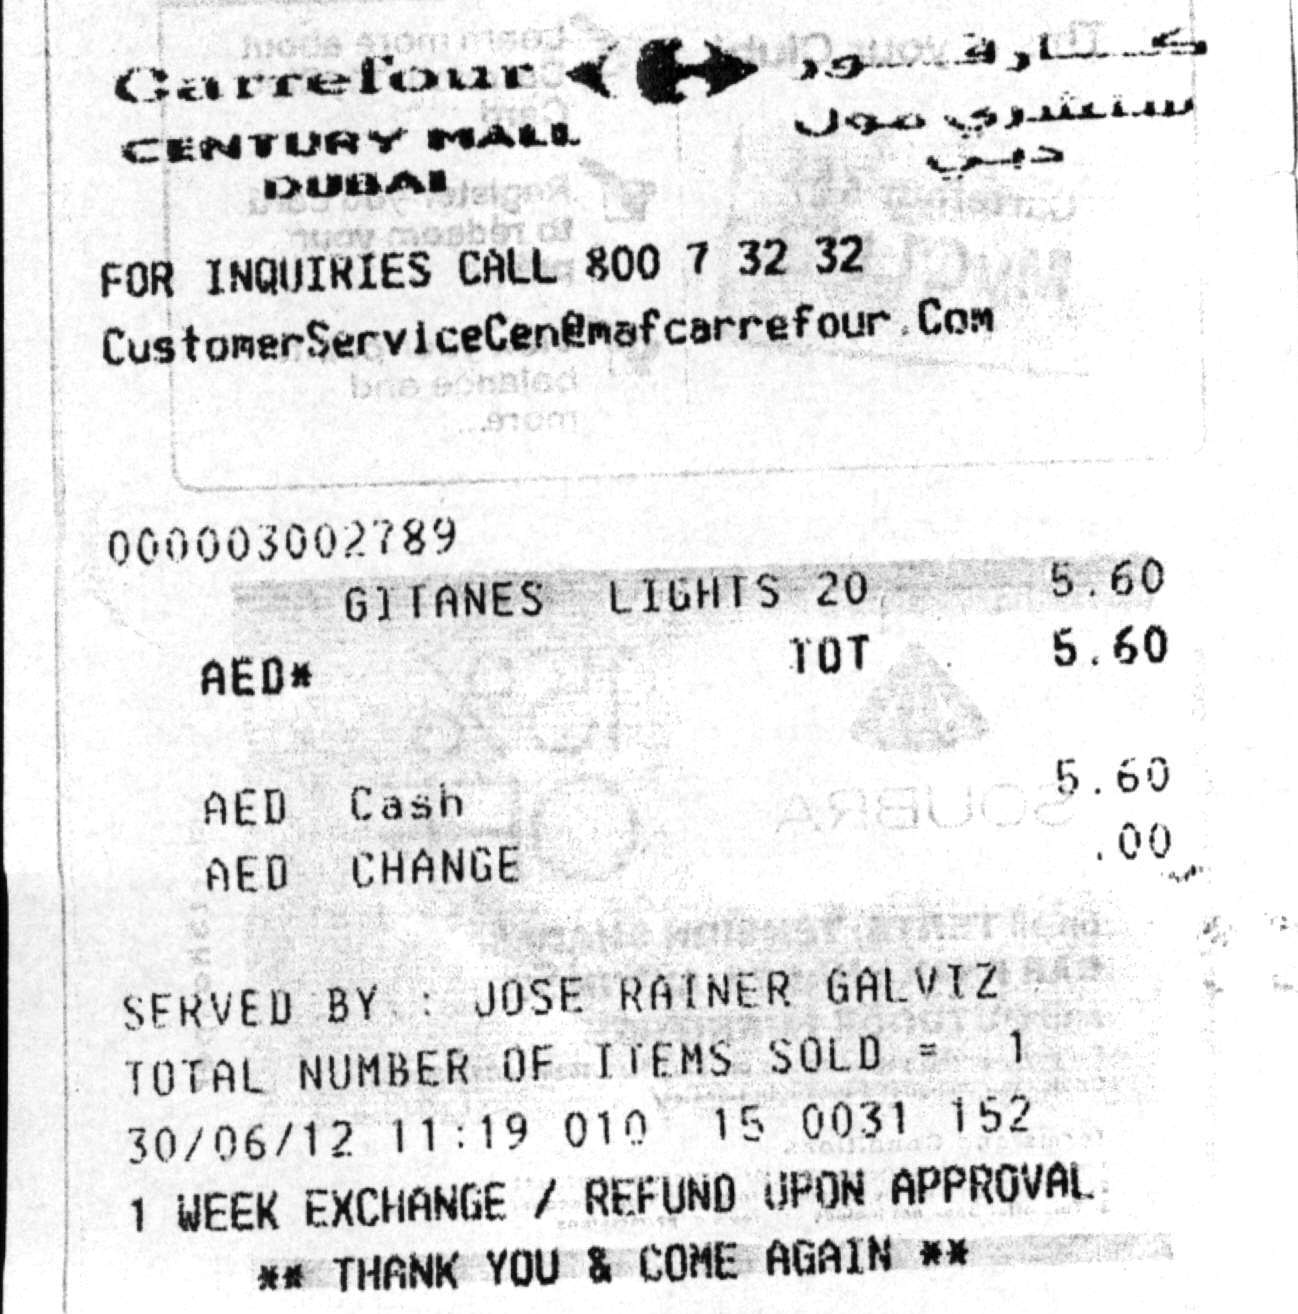 Carrefour كارفور
CENTURY MALL سنشري مول
DUBAI دبي
FOR INQUIRIES CALL 800 7 32 32
CustomerServiceCen@mafcarrefour.Com
000003002789
GITANES LIGHTS 20 5.60
AED* TOT 5.60
AED Cash 5.60
AED CHANGE .00
SERVED BY : JOSE RAINER GALVIZ
TOTAL NUMBER OF ITEMS SOLD = 1
30/06/12 11:19 010 15 0031 152
1 WEEK EXCHANGE / REFUND UPON APPROVAL
** THANK YOU & COME AGAIN **